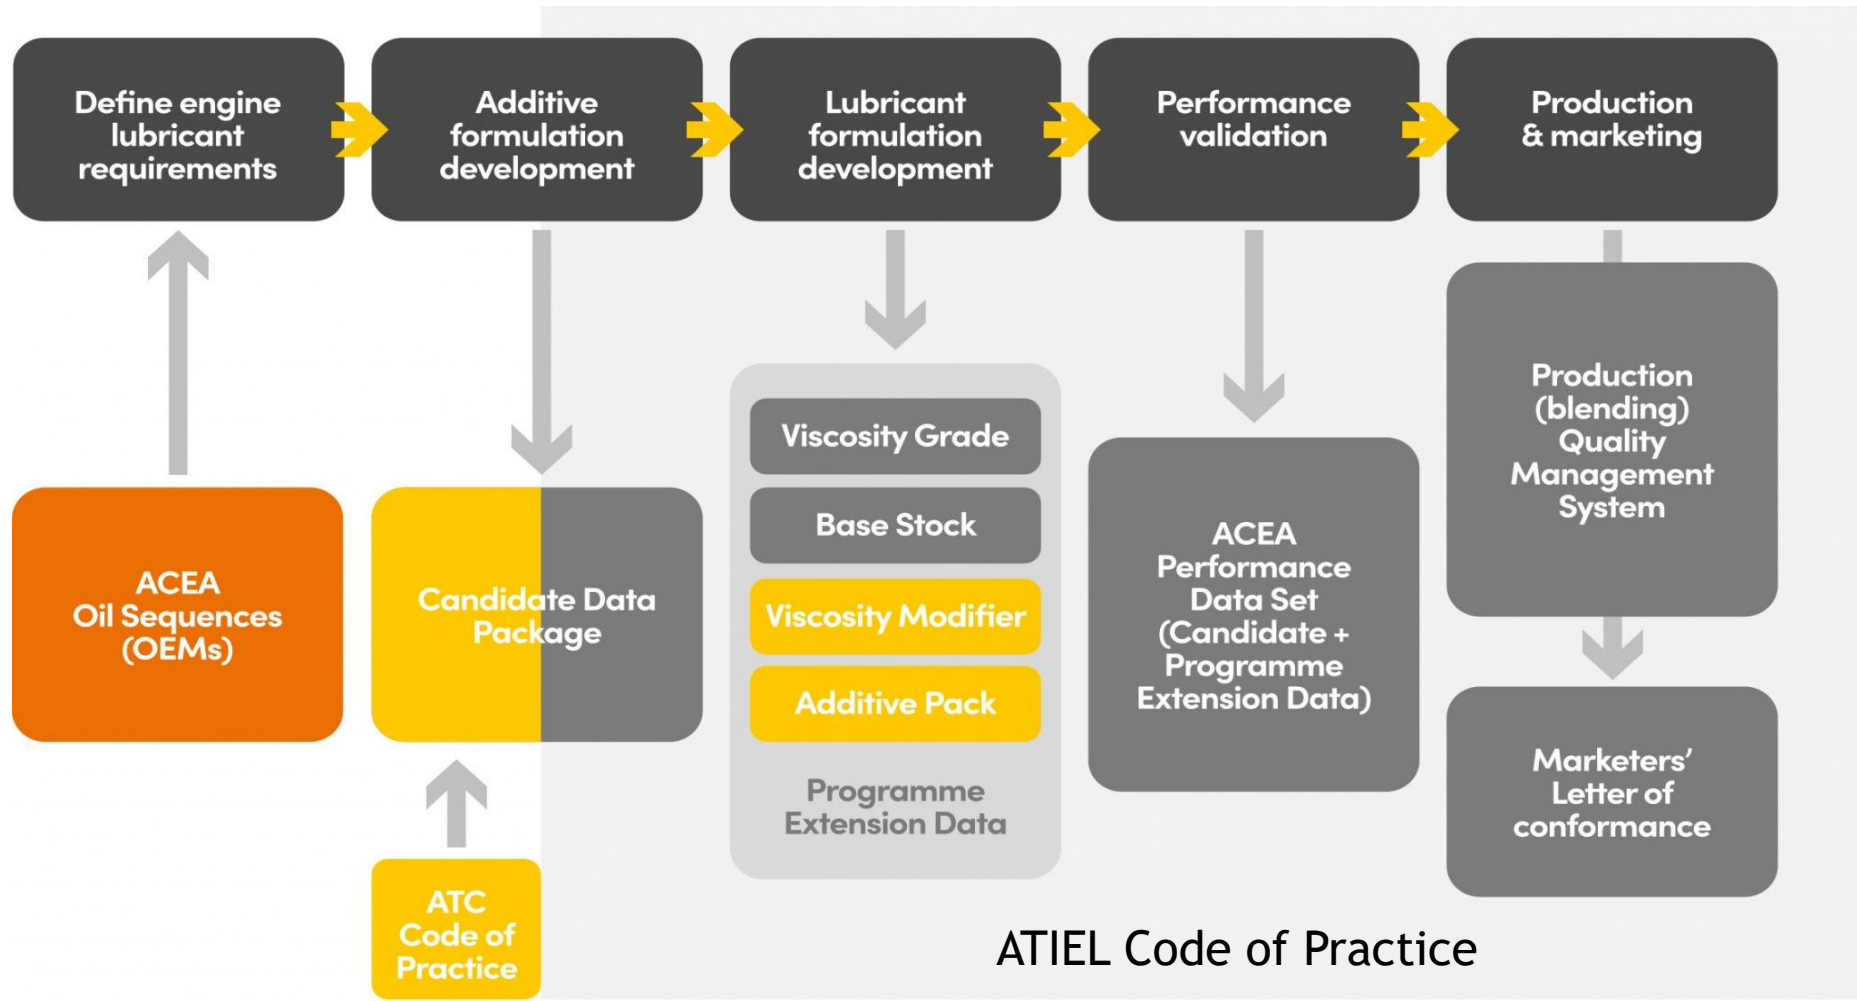 Define engine
lubricant
requirements
Additive
formulation
development
Lubricant
formulation
development
Performance
validation
Production
& marketing
ACEA
Oil Sequences
(OEMs)
Candidate Data
Package
ATC
Code of
Practice
Viscosity Grade
Base Stock
Viscosity Modifier
Additive Pack
Programme
Extension Data
ACEA
Performance
Data Set
(Candidate +
Programme
Extension Data)
Production
(blending)
Quality
Management
System
Marketers’
Letter of
conformance
ATIEL Code of Practice